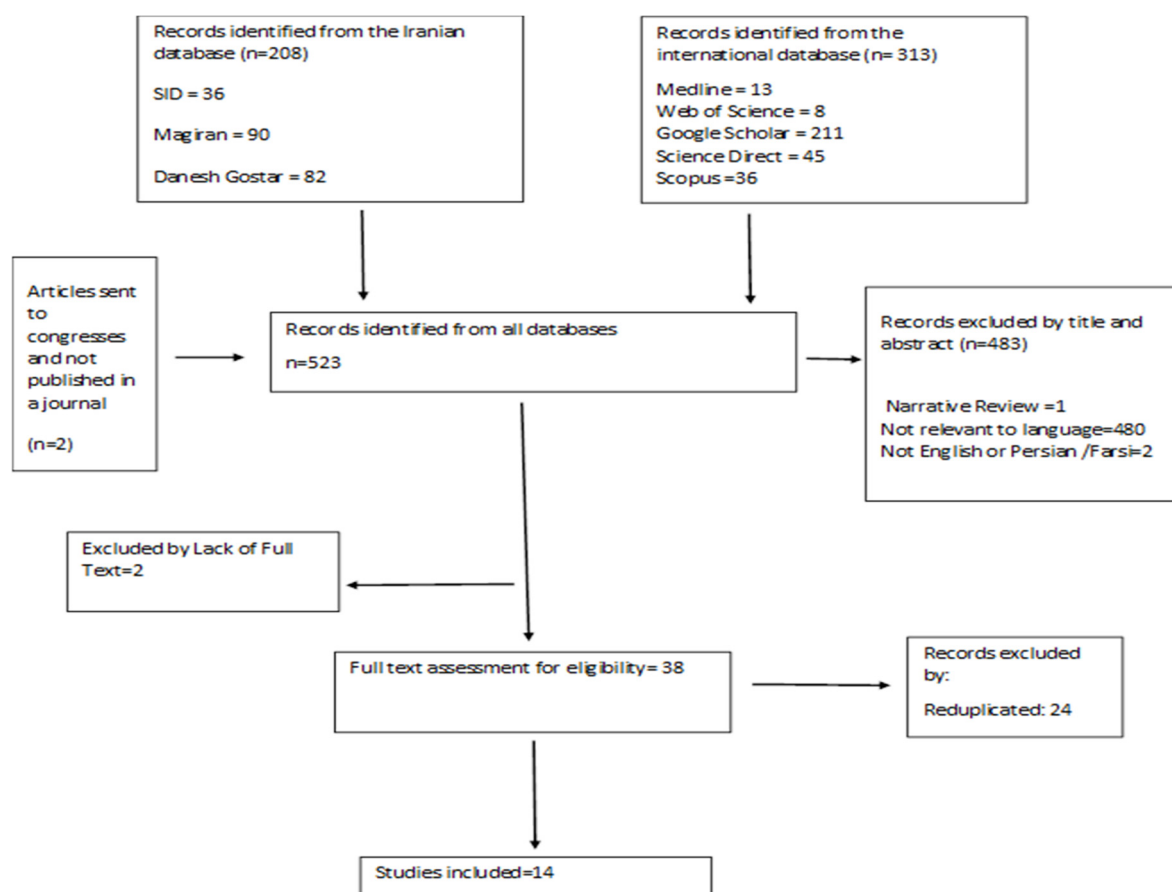 Records identified from the Iranian
database (n=208)
SID = 36
Magiran = 90
Danesh Gostar = 82
Records identified from the
international database (n= 313)
Medline = 13
Web of Science = 8
Google Scholar = 211
Science Direct = 45
Scopus =36
Articles sent
to
congresses
and not
published in
a journal
(n=2)
Records identified from all databases
n=523
Records excluded by title and
abstract (n=483)
Narrative Review =1
Not relevant to language=480
Not English or Persian /Farsi=2
Excluded by Lack of Full
Text=2
Full text assessment for eligibility= 38
Records excluded
by:
Reduplicated: 24
Studies included=14